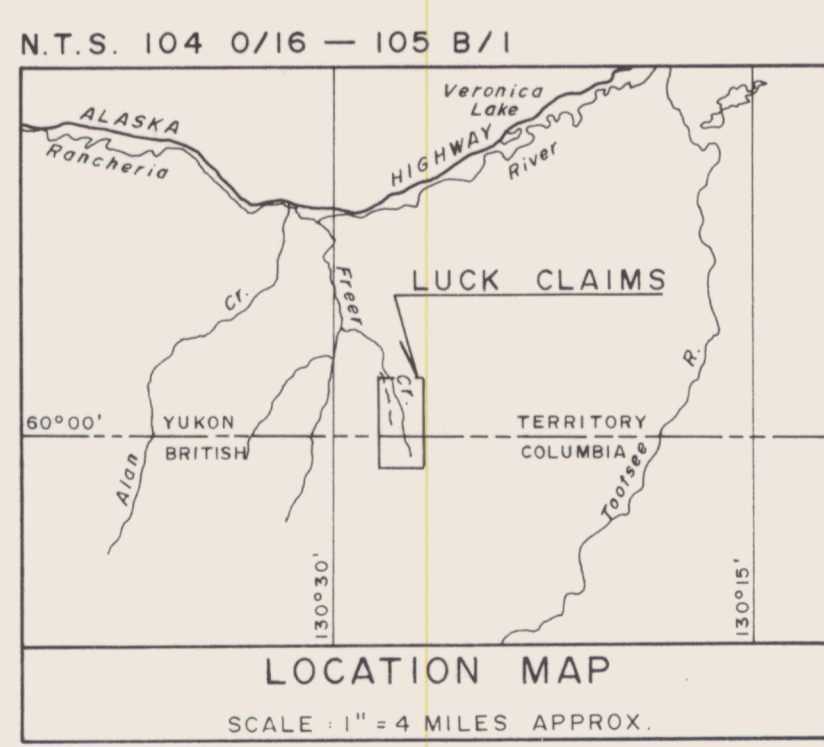 N.T.S. 104 O/16 — 105 B/1
Veronica
Lake
ALASKA
HIGHWAY
Rancheria
River
LUCK CLAIMS
Freer
Cr.
Cr.
R.
60°00'
YUKON
TERRITORY
BRITISH
COLUMBIA
Alan
Tootsee
130°30'
130°15'
LOCATION MAP
SCALE : 1" = 4 MILES APPROX.